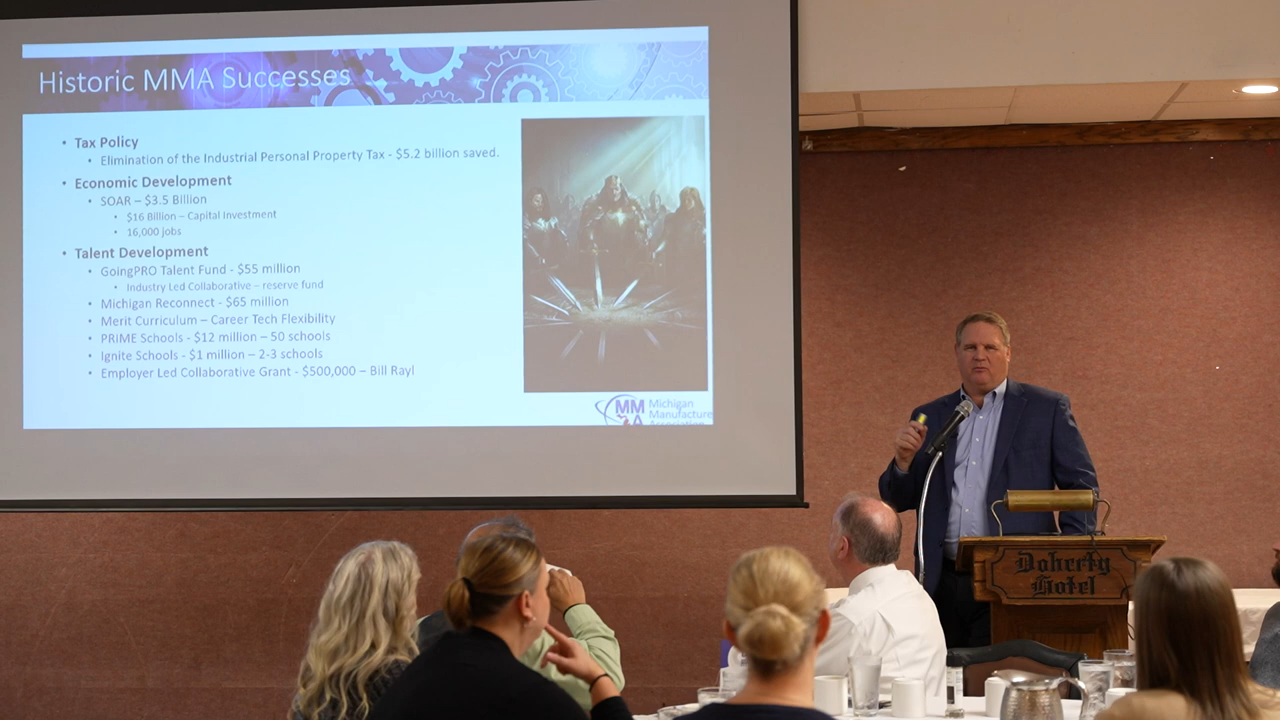 Historic MMA Successes
• Tax Policy
• Elimination of the Industrial Personal Property Tax - $5.2 billion saved.
• Economic Development
• SOAR – $3.5 Billion
• $16 Billion – Capital Investment
• 16,000 jobs
• Talent Development
• GoingPRO Talent Fund - $55 million
• Industry Led Collaborative – reserve fund
• Michigan Reconnect - $65 million
• Merit Curriculum – Career Tech Flexibility
• PRIME Schools - $12 million – 50 schools
• Ignite Schools - $1 million – 2-3 schools
• Employer Led Collaborative Grant - $500,000 – Bill Rayl
MMA
Michigan
Manufacture
Association
Doherty
Hotel